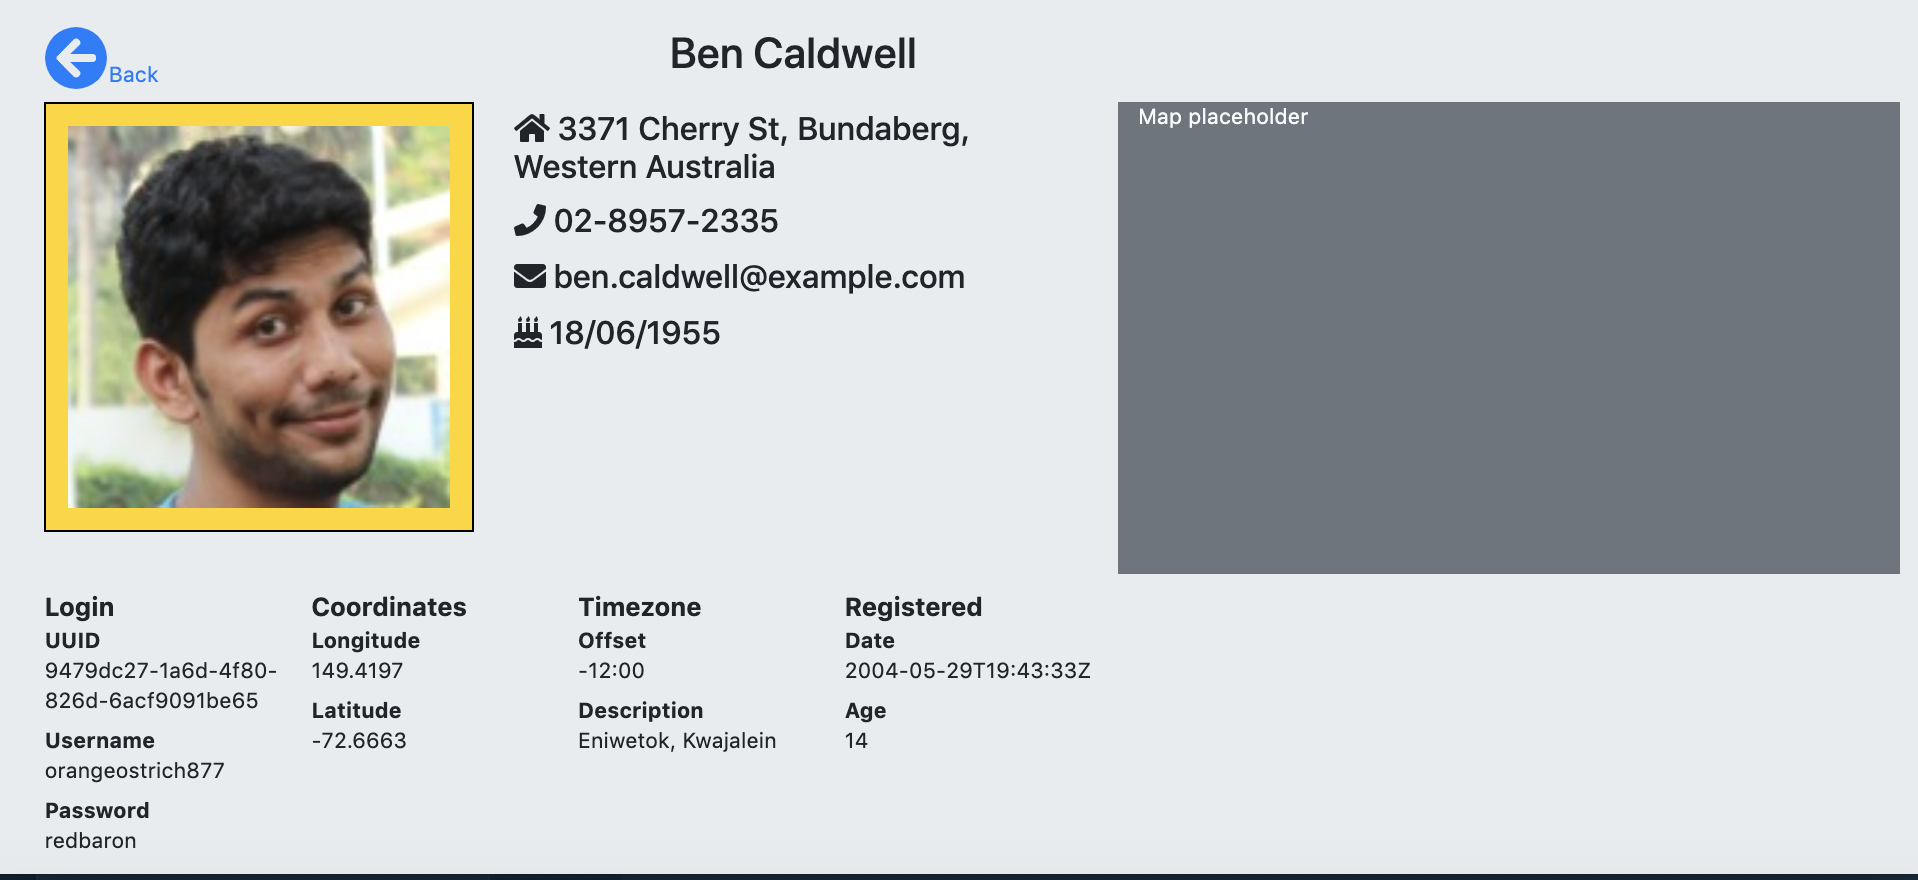 Back
Ben Caldwell
3371 Cherry St, Bundaberg,
Western Australia
02-8957-2335
ben.caldwell@example.com
18/06/1955
Map placeholder
Login
UUID
9479dc27-1a6d-4f80-
826d-6acf9091be65
Username
orangeostrich877
Password
redbaron
Coordinates
Longitude
149.4197
Latitude
-72.6663
Timezone
Offset
-12:00
Description
Eniwetok, Kwajalein
Registered
Date
2004-05-29T19:43:33Z
Age
14